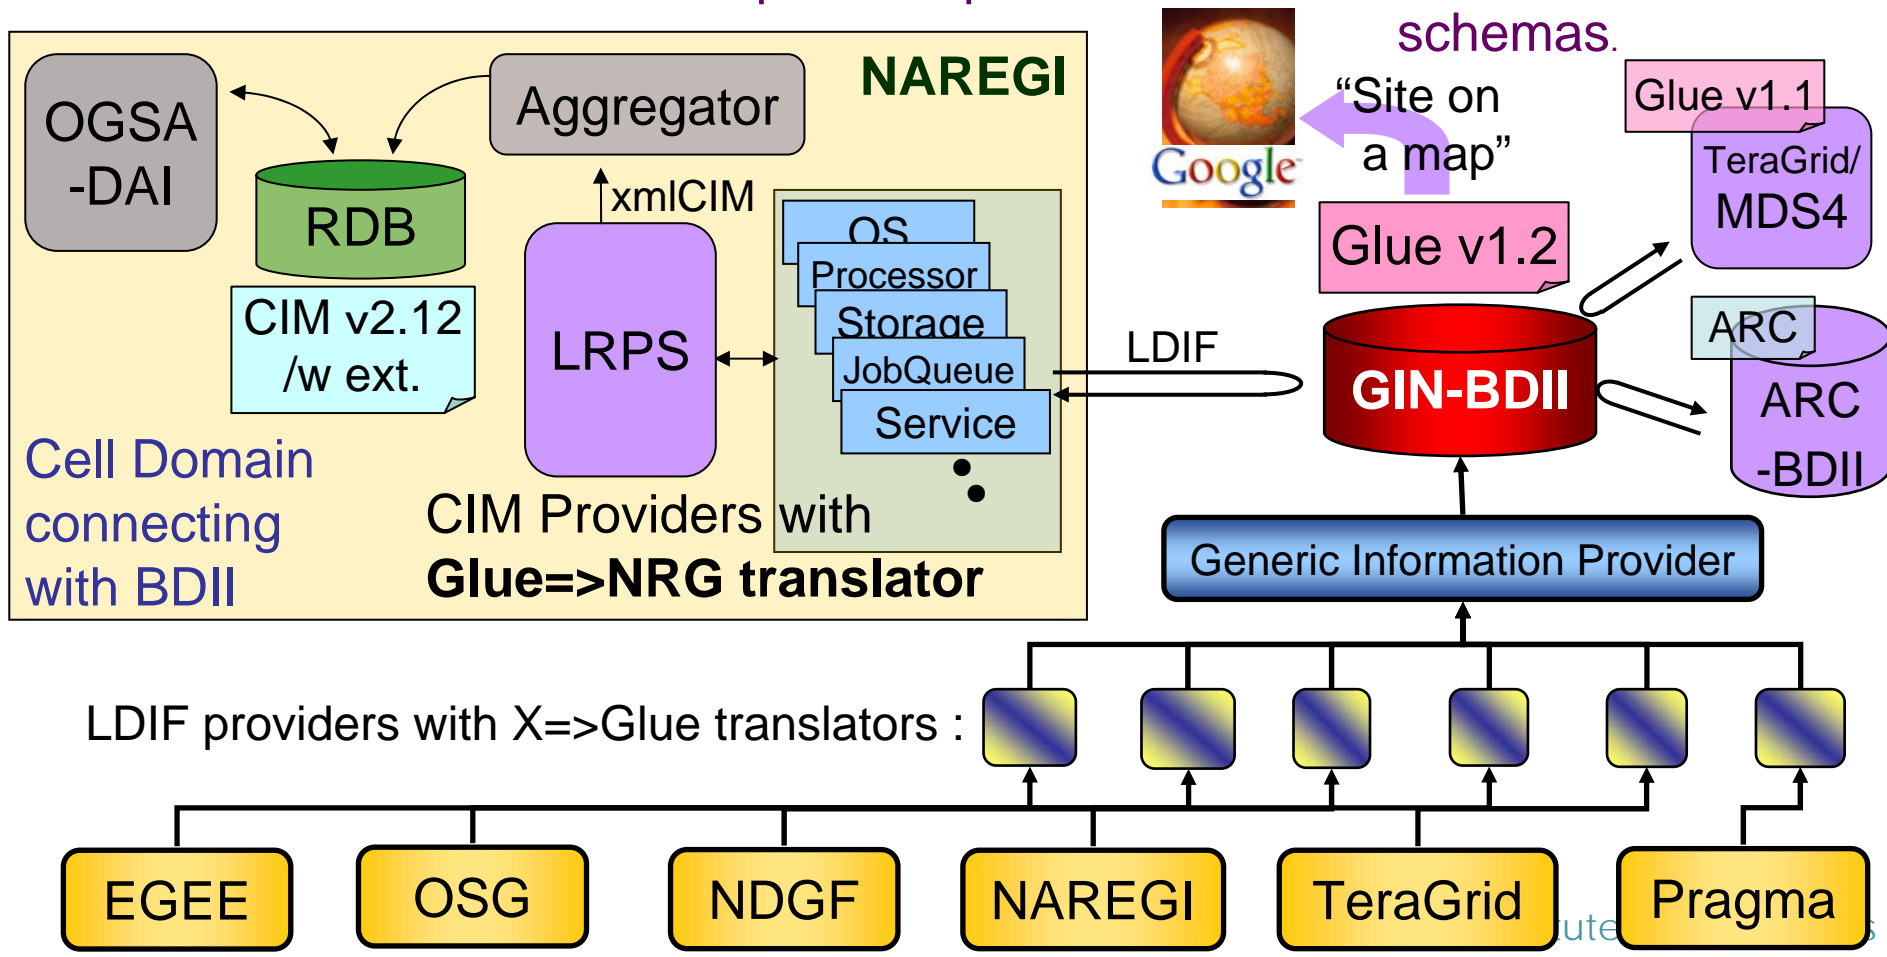 schemas.
NAREGI
OGSA
-DAI
Aggregator
RDB
xmlCIM
CIM v2.12
/w ext.
LRPS
OS
Processor
Storage
JobQueue
Service
Cell Domain
connecting
with BDII
CIM Providers with
Glue=>NRG translator
Google
“Site on
a map”
Glue v1.1
TeraGrid/
MDS4
Glue v1.2
LDIF
GIN-BDII
ARC
ARC
-BDII
Generic Information Provider
LDIF providers with X=>Glue translators :
EGEE
OSG
NDGF
NAREGI
TeraGrid
Pragma